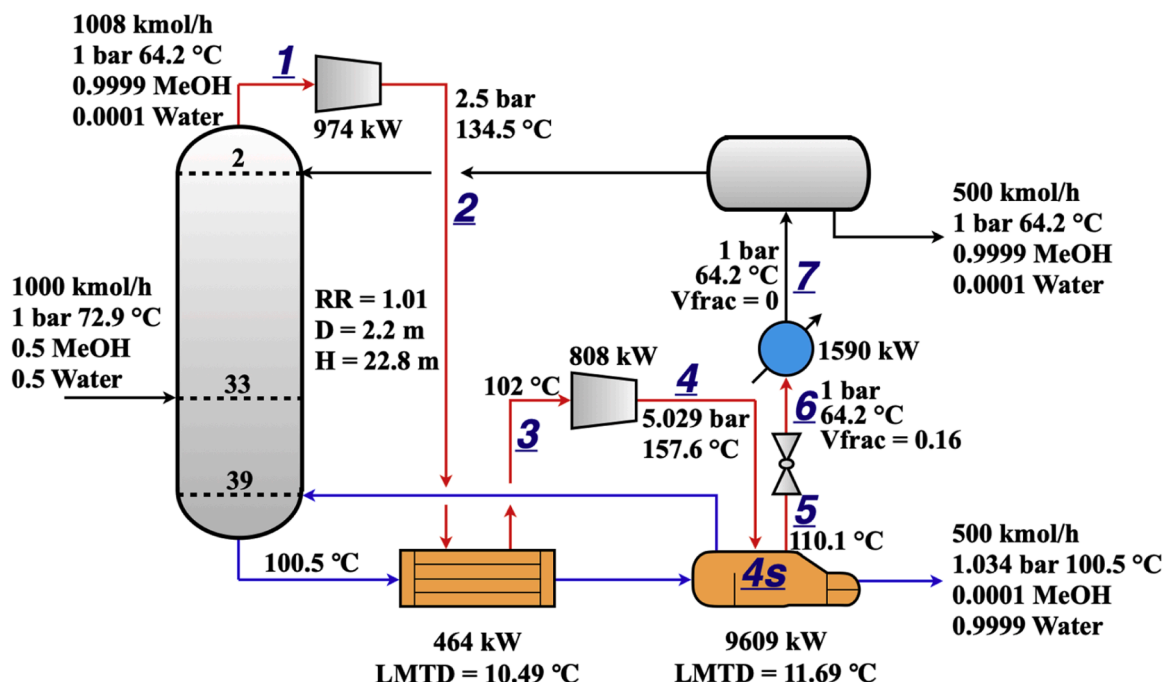 1008 kmol/h
1 bar 64.2 °C
0.9999 MeOH
0.0001 Water
1
974 kW
2.5 bar
134.5 °C
2
2
500 kmol/h
1 bar 64.2 °C
0.9999 MeOH
0.0001 Water
1 bar
64.2 °C
Vfrac = 0
7
1000 kmol/h
1 bar 72.9 °C
0.5 MeOH
0.5 Water
RR = 1.01
D = 2.2 m
H = 22.8 m
33
39
808 kW
102 °C
3
4
5.029 bar
157.6 °C
1590 kW
6
1 bar
64.2 °C
Vfrac = 0.16
5
110.1 °C
100.5 °C
4s
500 kmol/h
1.034 bar 100.5 °C
0.0001 MeOH
0.9999 Water
464 kW
LMTD = 10.49 °C
9609 kW
LMTD = 11.69 °C